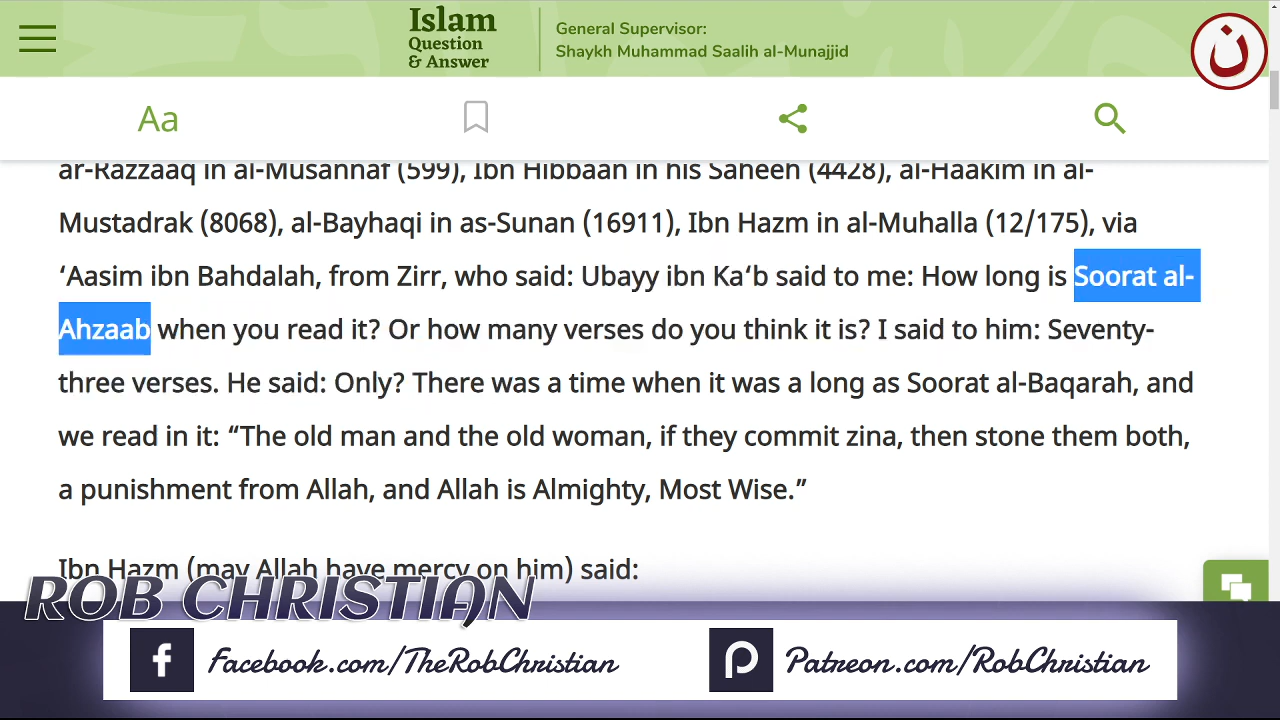 Islam
Question
& Answer
General Supervisor:
Shaykh Muhammad Saalih al-Munajjid
ن
Aa
ar-Razzaaq in al-Musannaf (599), Ibn Hibbaan in his Saheeh (4428), al-Haakim in al-
Mustadrak (8068), al-Bayhaqi in as-Sunan (16911), Ibn Hazm in al-Muhalla (12/175), via
‘Aasim ibn Bahdalah, from Zirr, who said: Ubayy ibn Ka‘b said to me: How long is Soorat al-
Ahzaab when you read it? Or how many verses do you think it is? I said to him: Seventy-
three verses. He said: Only? There was a time when it was a long as Soorat al-Baqarah, and
we read in it: “The old man and the old woman, if they commit zina, then stone them both,
a punishment from Allah, and Allah is Almighty, Most Wise.”
Ibn Hazm (may Allah have mercy on him) said:
ROB CHRISTIAN
Facebook.com/TheRobChristian
Patreon.com/RobChristian